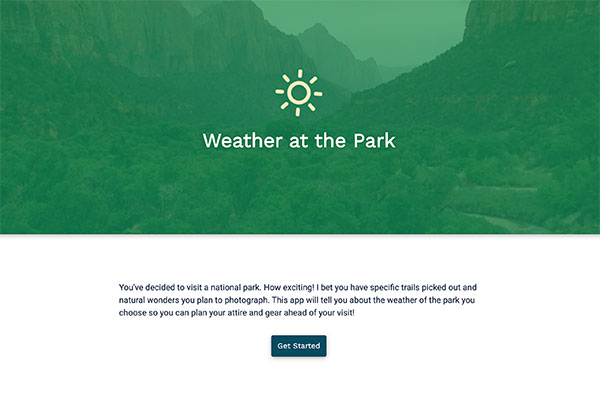 Weather at the Park
You've decided to visit a national park. How exciting! I bet you have specific trails picked out and
natural wonders you plan to photograph. This app will tell you about the weather of the park you
choose so you can plan your attire and gear ahead of your visit!
Get Started